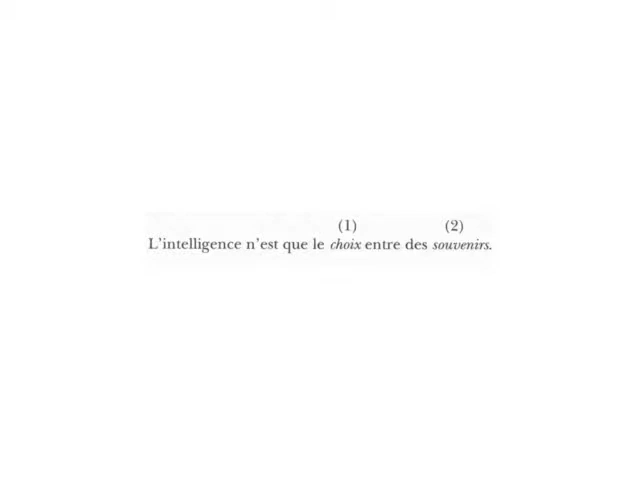 (1) (2)
L’intelligence n’est que le choix entre des souvenirs.